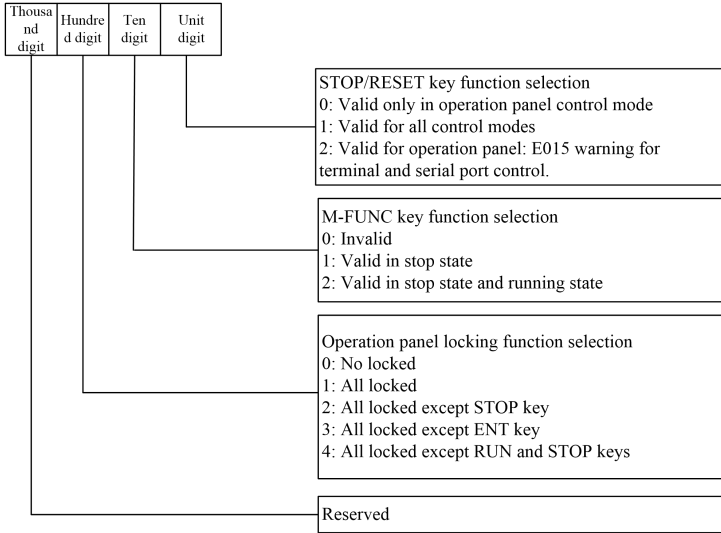 Thousa
nd
digit
Hundre
d digit
Ten
digit
Unit
digit
STOP/RESET key function selection
0: Valid only in operation panel control mode
1: Valid for all control modes
2: Valid for operation panel: E015 warning for
terminal and serial port control.
M-FUNC key function selection
0: Invalid
1: Valid in stop state
2: Valid in stop state and running state
Operation panel locking function selection
0: No locked
1: All locked
2: All locked except STOP key
3: All locked except ENT key
4: All locked except RUN and STOP keys
Reserved